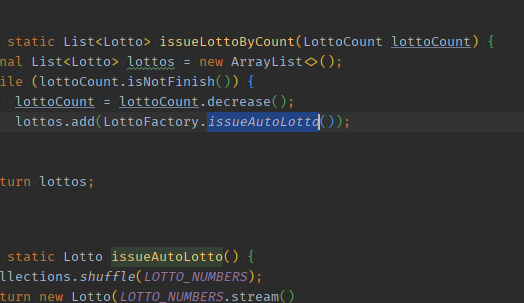 static List<Lotto> issueLottoByCount(LottoCount lottoCount) {
nal List<Lotto> lottos = new ArrayList<>();
ile (lottoCount.isNotFinish()) {
lottoCount = lottoCount.decrease();
lottos.add(LottoFactory.issueAutoLotto());
turn lottos;
static Lotto issueAutoLotto() {
llections.shuffle(LOTTO_NUMBERS);
turn new Lotto(LOTTO_NUMBERS.stream()